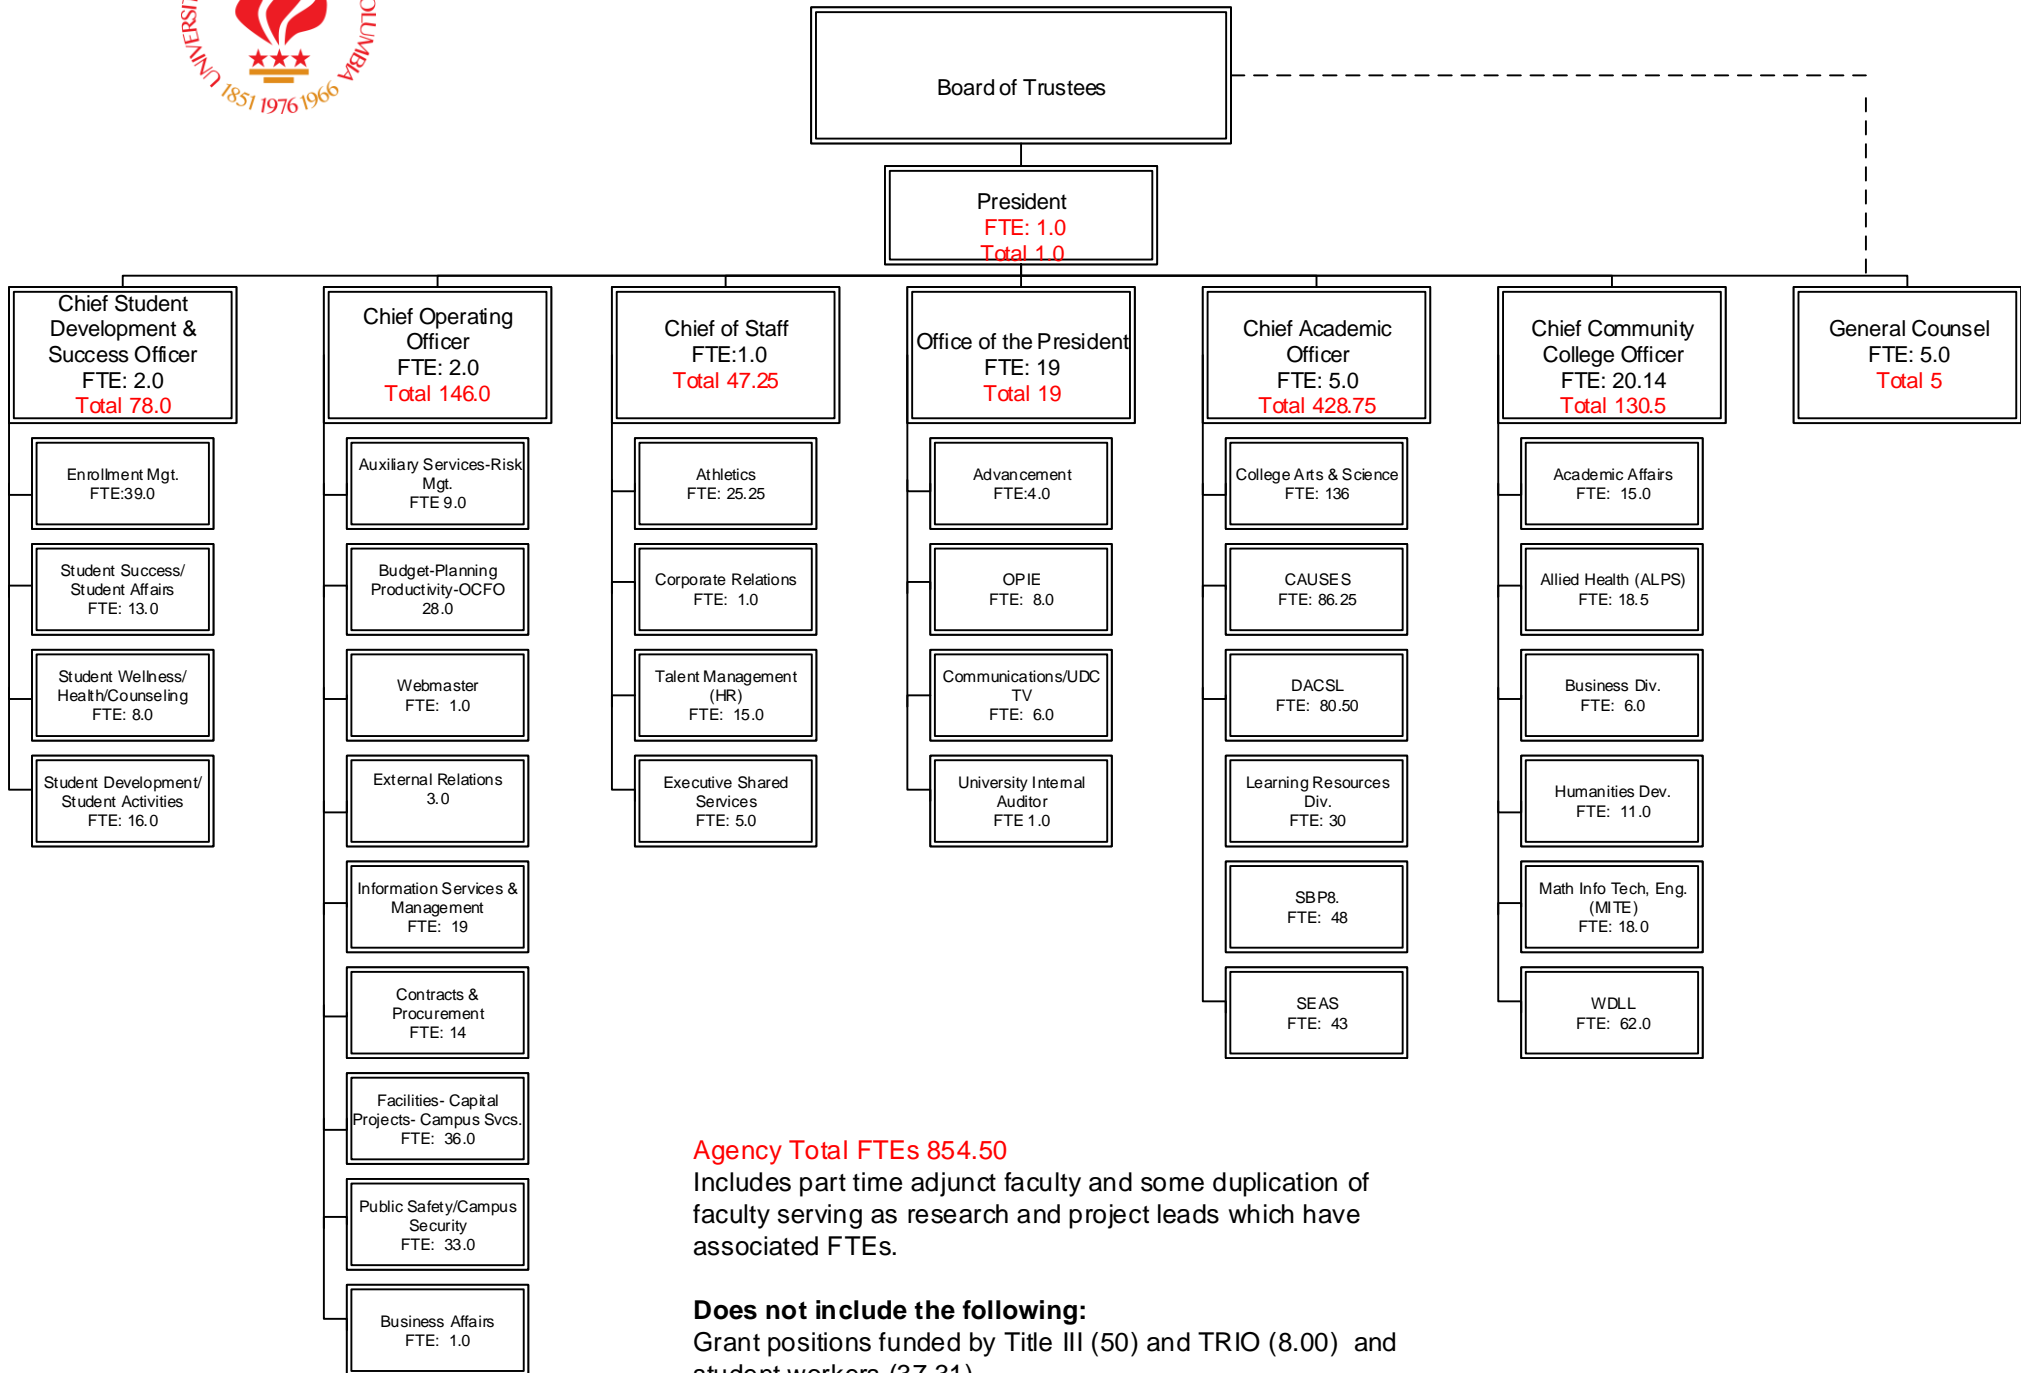 UNIVERSIT
OLUMBIA
1851 1976 1966
Board of Trustees
President
FTE: 1.0
Total 1.0
Chief Student
Development &
Success Officer
FTE: 2.0
Total 78.0
Enrollment Mgt.
FTE:39.0
Student Success/
Student Affairs
FTE: 13.0
Student Wellness/
Health/Counseling
FTE: 8.0
Student Development/
Student Activities
FTE: 16.0
Chief Operating
Officer
FTE: 2.0
Total 146.0
Auxiliary Services-Risk
Mgt.
FTE 9.0
Budget-Planning
Productivity-OCFO
28.0
Webmaster
FTE: 1.0
External Relations
3.0
Information Services &
Management
FTE: 19
Contracts &
Procurement
FTE: 14
Facilities- Capital
Projects- Campus Svcs.
FTE: 36.0
Public Safety/Campus
Security
FTE: 33.0
Business Affairs
FTE: 1.0
Chief of Staff
FTE:1.0
Total 47.25
Athletics
FTE: 25.25
Corporate Relations
FTE: 1.0
Talent Management
(HR)
FTE: 15.0
Executive Shared
Services
FTE: 5.0
Office of the President
FTE: 19
Total 19
Advancement
FTE:4.0
OPIE
FTE: 8.0
Communications/UDC
TV
FTE: 6.0
University Internal
Auditor
FTE 1.0
Chief Academic
Officer
FTE: 5.0
Total 428.75
College Arts & Science
FTE: 136
CAUSES
FTE: 86.25
DACSL
FTE: 80.50
Learning Resources
Div.
FTE: 30
SBP8.
FTE: 48
SEAS
FTE: 43
Chief Community
College Officer
FTE: 20.14
Total 130.5
Academic Affairs
FTE: 15.0
Allied Health (ALPS)
FTE: 18.5
Business Div.
FTE: 6.0
Humanities Dev.
FTE: 11.0
Math Info Tech, Eng.
(MITE)
FTE: 18.0
WDLL
FTE: 62.0
General Counsel
FTE: 5.0
Total 5
Agency Total FTEs 854.50
Includes part time adjunct faculty and some duplication of
faculty serving as research and project leads which have
associated FTEs.
Does not include the following:
Grant positions funded by Title III (50) and TRIO (8.00) and
student workers (37.31)